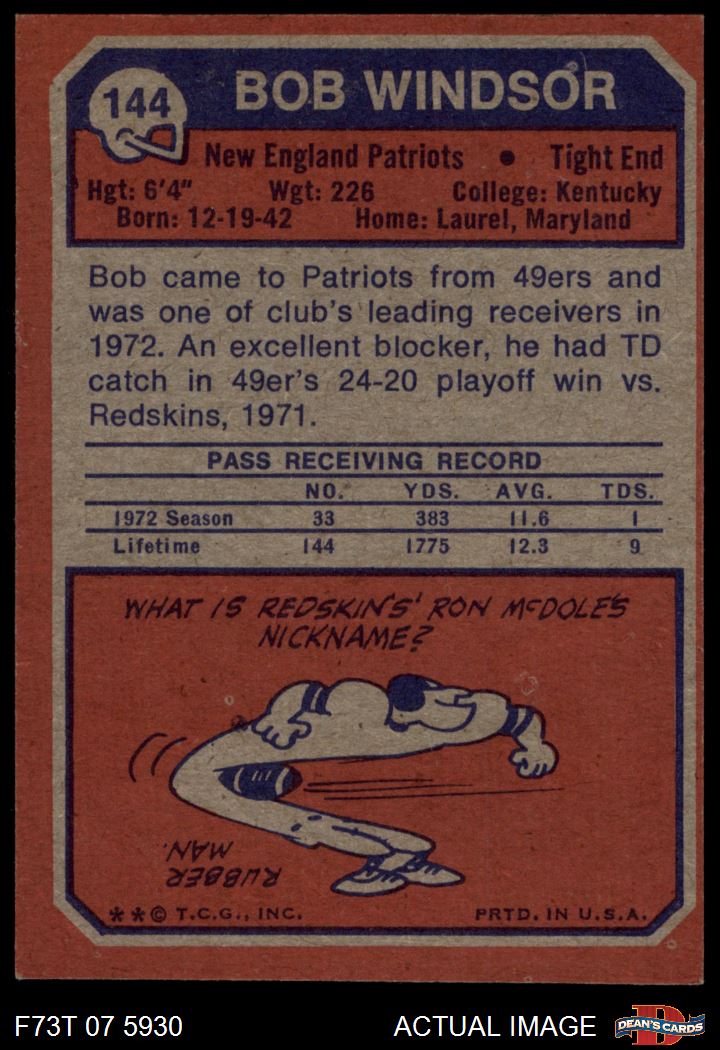 144
BOB WINDSOR
New England Patriots • Tight End
Hgt: 6'4" Wgt: 226 College: Kentucky
Born: 12-19-42 Home: Laurel, Maryland
Bob came to Patriots from 49ers and
was one of club's leading receivers in
1972. An excellent blocker, he had TD
catch in 49er's 24-20 playoff win vs.
Redskins, 1971.
PASS RECEIVING RECORD
NO. YDS. AVG. TDS.
1972 Season 33 383 11.6 1
Lifetime 144 1775 12.3 9
WHAT IS REDSKIN'S' RON McDOLE'S
NICKNAME?
RUBBER
MAN.
**© T.C.G., INC. PRTD. IN U.S.A.
F73T 07 5930 ACTUAL IMAGE
D
DEAN'S CARDS